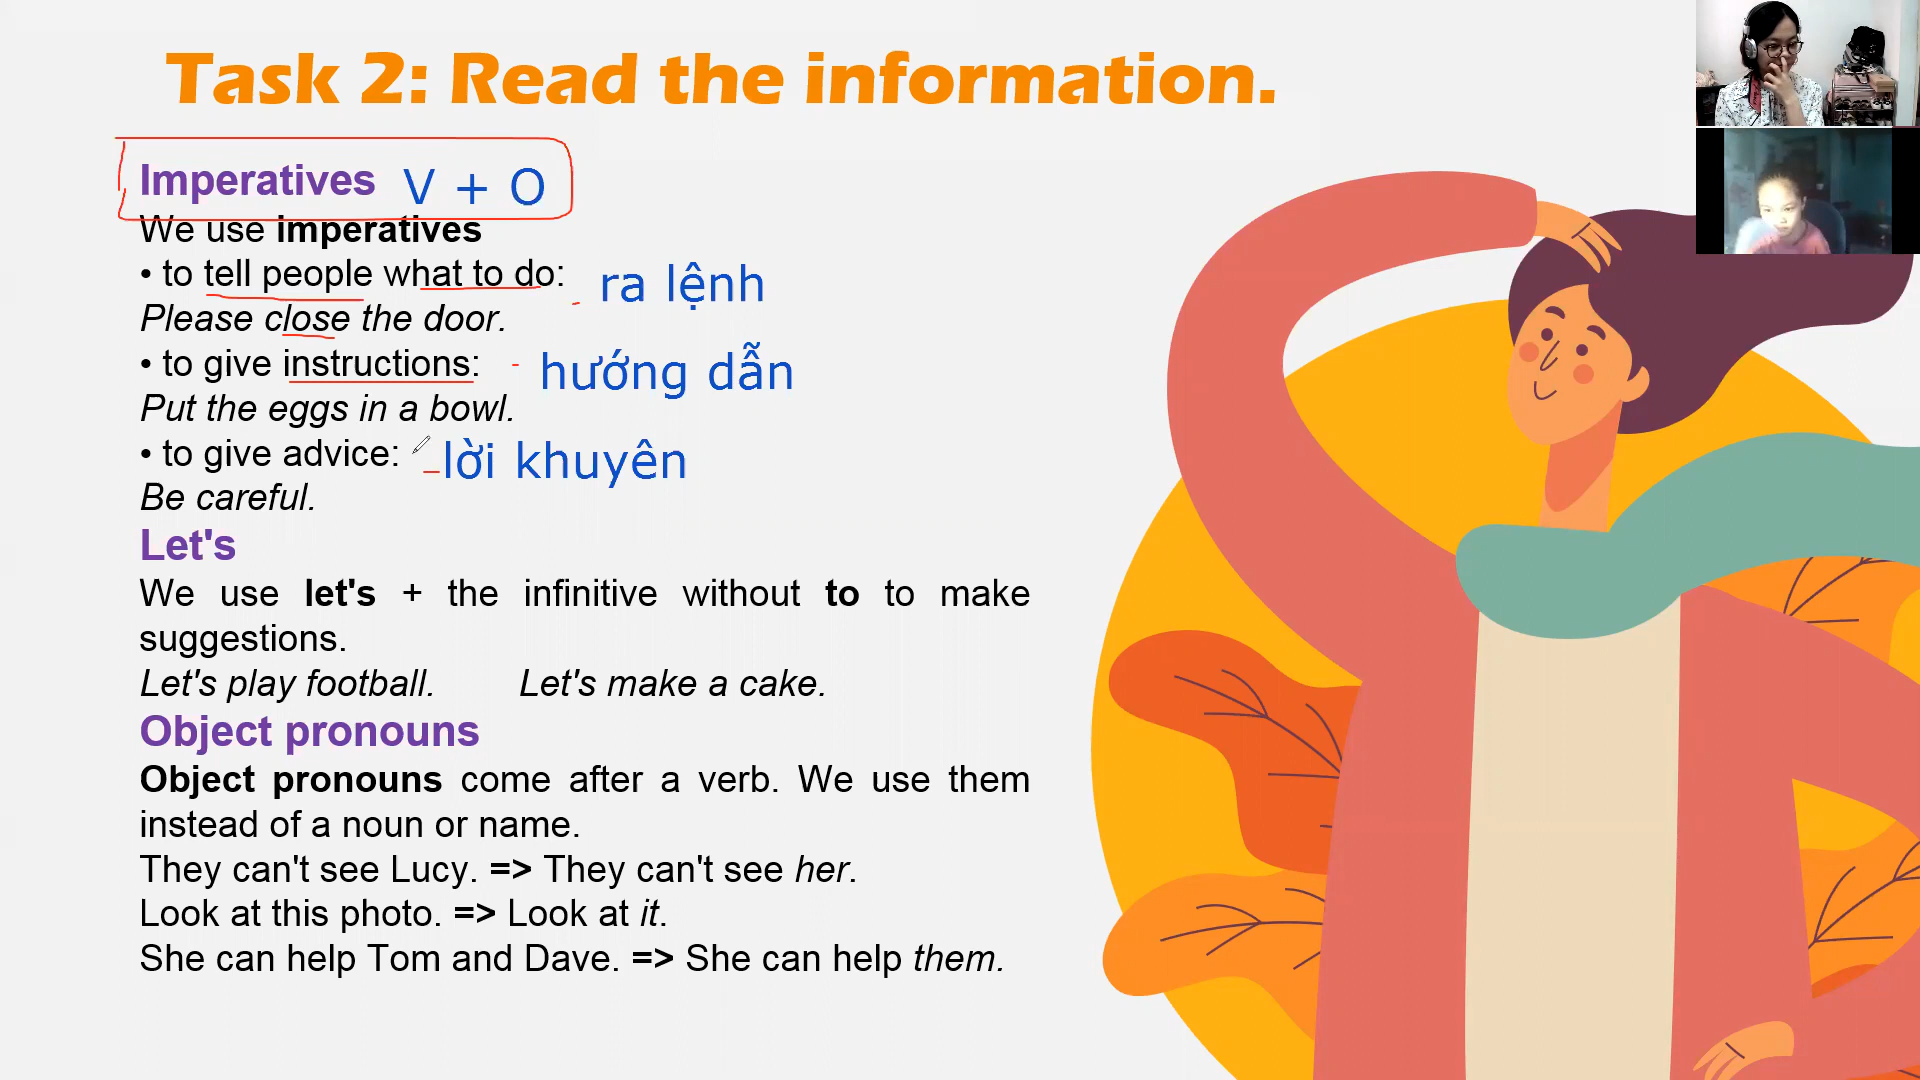 Task 2: Read the information.
Imperatives V + O
We use imperatives
• to tell people what to do: ra lệnh
Please close the door.
• to give instructions: hướng dẫn
Put the eggs in a bowl.
• to give advice: lời khuyên
Be careful.
Let's
We use let's + the infinitive without to to make
suggestions.
Let's play football. Let's make a cake.
Object pronouns
Object pronouns come after a verb. We use them
instead of a noun or name.
They can't see Lucy. => They can't see her.
Look at this photo. => Look at it.
She can help Tom and Dave. => She can help them.